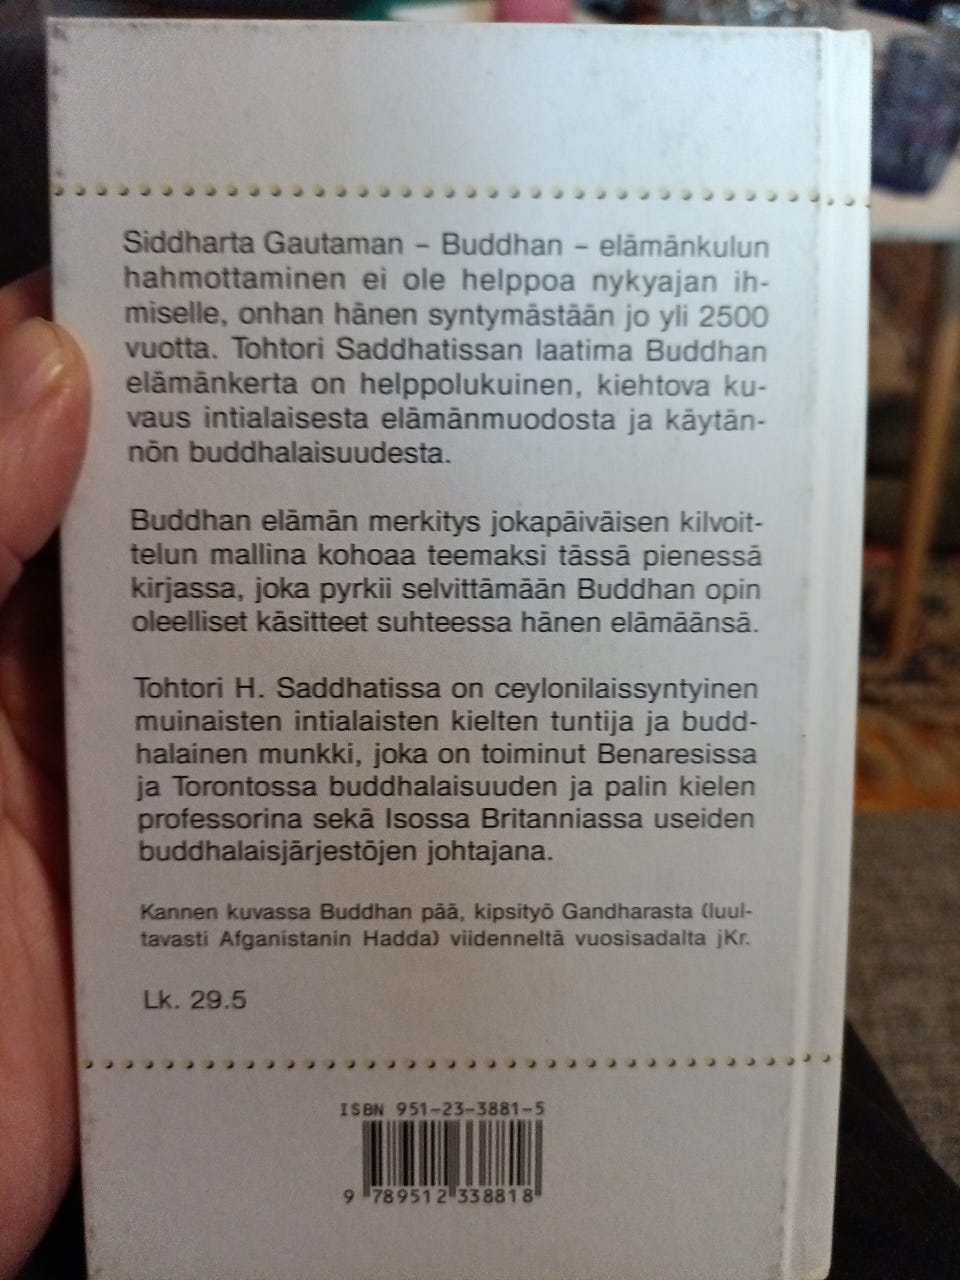 Siddharta Gautaman – Buddhan – elämänkulun
hahmottaminen ei ole helppoa nykyajan ih-
miselle, onhan hänen syntymästään jo yli 2500
vuotta. Tohtori Saddhatissan laatima Buddhan
elämänkerta on helppolukuinen, kiehtova ku-
vaus intialaisesta elämänmuodosta ja käytän-
nön buddhalaisuudesta.
Buddhan elämän merkitys jokapäiväisen kilvoit-
telun mallina kohoaa teemaksi tässä pienessä
kirjassa, joka pyrkii selvittämään Buddhan opin
oleelliset käsitteet suhteessa hänen elämäänsä.
Tohtori H. Saddhatissa on ceylonilaissyntyinen
muinaisten intialaisten kielten tuntija ja budd-
halainen munkki, joka on toiminut Benaresissa
ja Torontossa buddhalaisuuden ja palin kielen
professorina sekä Isossa Britanniassa useiden
buddhalaisjärjestöjen johtajana.
Kannen kuvassa Buddhan pää, kipsityö Gandharasta (luul-
tavasti Afganistanin Hadda) viidenneltä vuosisadalta jKr.
Lk. 29.5
ISBN 951-23-3881-5
9 789512 338818